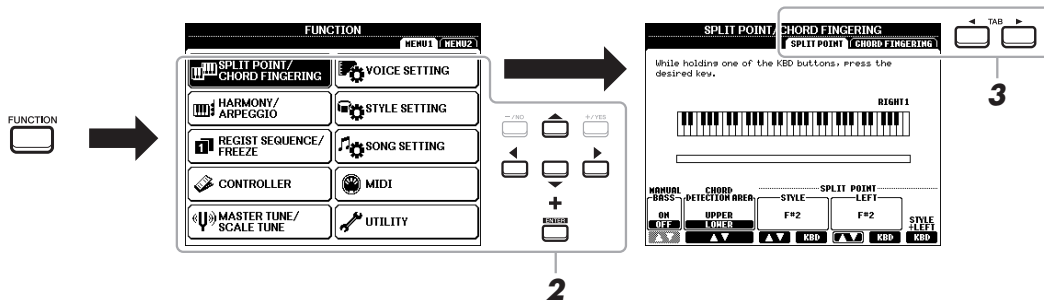 FUNCTION
FUNCTION
MENU1 MENU2
SPLIT POINT/
CHORD FINGERING
VOICE SETTING
HARMONY/
ARPEGGIO
STYLE SETTING
REGIST SEQUENCE/
FREEZE
SONG SETTING
CONTROLLER
MIDI
MASTER TUNE/
SCALE TUNE
UTILITY
–/NO
+/YES
+
ENTER
2
SPLIT POINT/CHORD FINGERING
SPLIT POINT CHORD FINGERING
While holding one of the KBD buttons, press the
desired key.
RIGHT1
MANUAL
BASS
ON
OFF
CHORD
DETECTION AREA
UPPER
LOWER
SPLIT POINT
STYLE
F#2
KBD
LEFT
F#2
KBD
STYLE
+LEFT
KBD
TAB
3